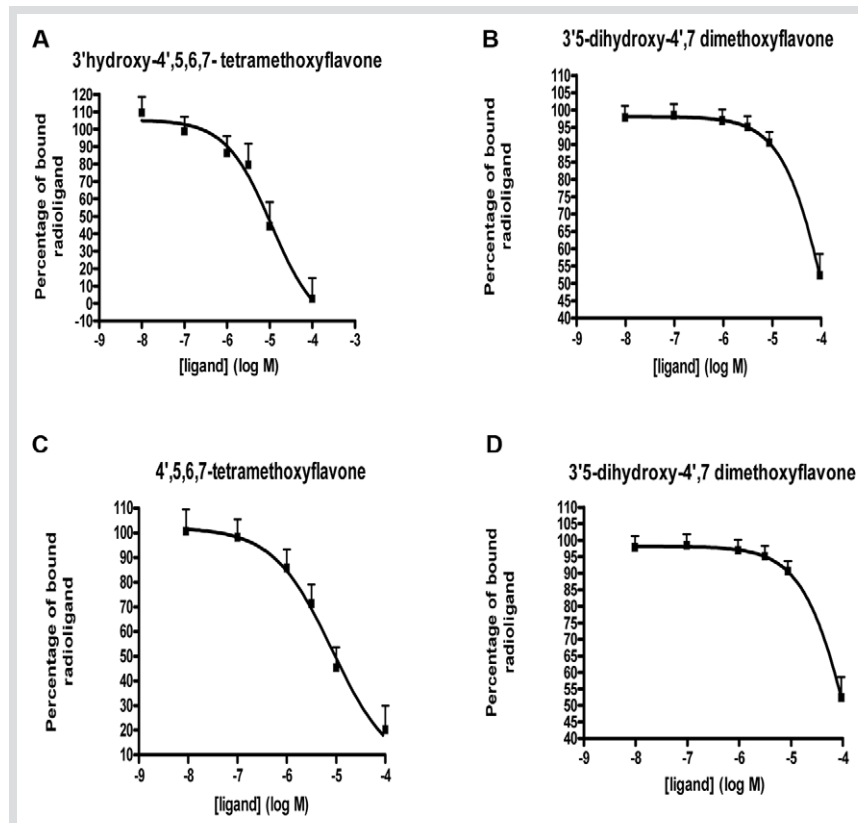 A
3'hydroxy-4',5,6,7- tetramethoxyflavone
Percentage of bound
radioligand
120
110
100
90
80
70
60
50
40
30
20
10
0
-10
-9 -8 -7 -6 -5 -4 -3
[ligand] (log M)
B
3'5-dihydroxy-4',7 dimethoxyflavone
Percentage of bound
radioligand
110
105
100
95
90
85
80
75
70
65
60
55
50
45
40
-9 -8 -7 -6 -5 -4
[ligand] (log M)
C
4',5,6,7-tetramethoxyflavone
Percentage of bound
radioligand
110
100
90
80
70
60
50
40
30
20
10
-9 -8 -7 -6 -5 -4
[ligand] (log M)
D
3'5-dihydroxy-4',7 dimethoxyflavone
Percentage of bound
radioligand
110
105
100
95
90
85
80
75
70
65
60
55
50
45
40
-9 -8 -7 -6 -5 -4
[ligand] (log M)